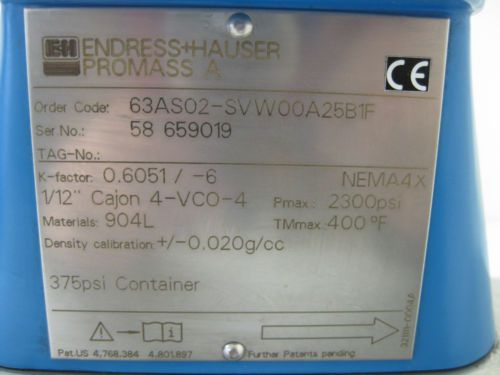 E+H ENDRESS+HAUSER
PROMASS A
CE
Order Code: 63AS02-SVW00A25B1F
Ser.No.: 58 659019
TAG-No.:
K-factor: 0.6051 / -6 NEMA4X
1/12" Cajon 4-VCO-4 Pmax.: 2300psi
Materials: 904L TMmax.: 400 °F
Density calibration: +/-0.020g/cc
375psi Container
i
Pat.US 4,768,384 4,801,897 Further Patents pending